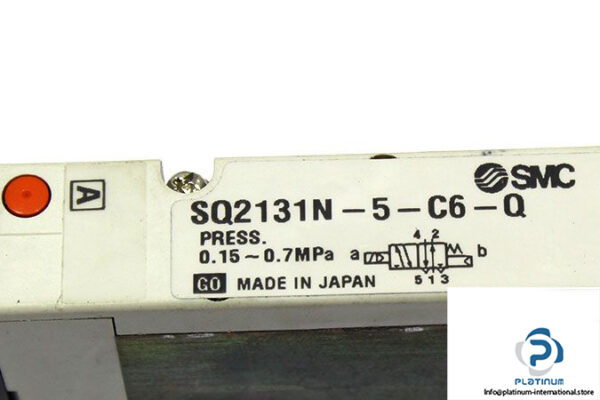 A
SMC
SQ2131N-5-C6-Q
PRESS.
0.15~0.7MPa
a
4 2
b
5 1 3
GO MADE IN JAPAN
PLATINUM
Info@platinum-international.store